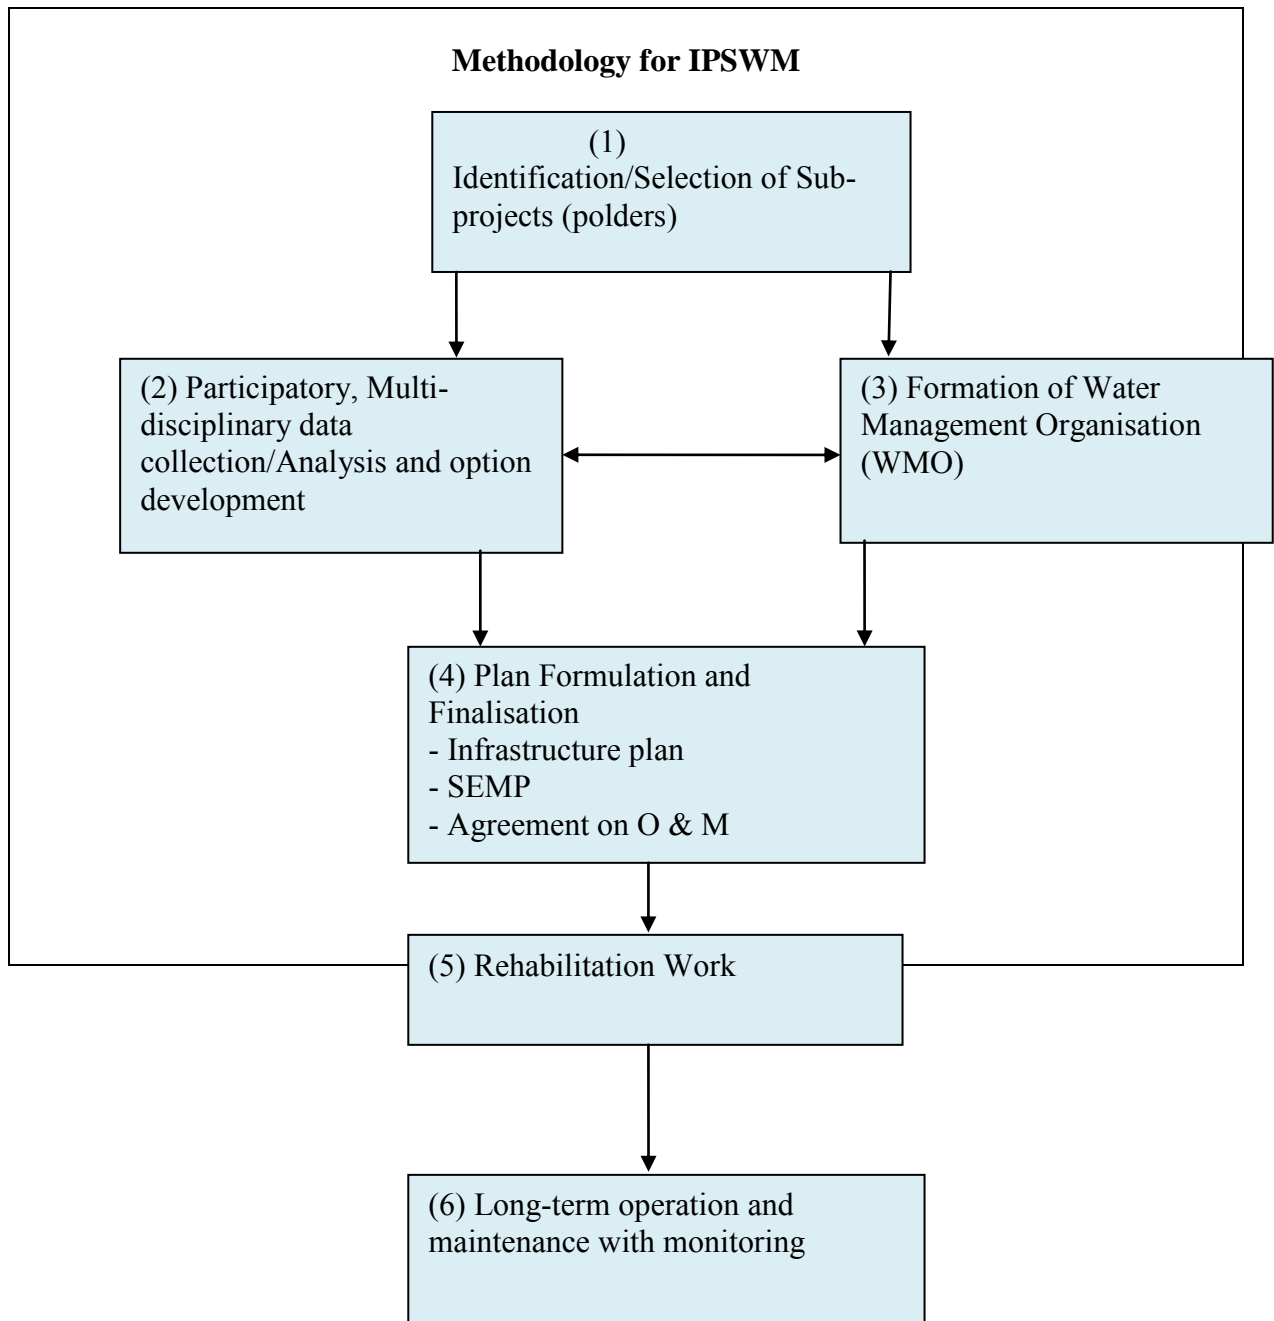 Methodology for IPSWM
(1)
Identification/Selection of Sub-
projects (polders)
(2) Participatory, Multi-
disciplinary data
collection/Analysis and option
development
(3) Formation of Water
Management Organisation
(WMO)
(4) Plan Formulation and
Finalisation
- Infrastructure plan
- SEMP
- Agreement on O & M
(5) Rehabilitation Work
(6) Long-term operation and
maintenance with monitoring